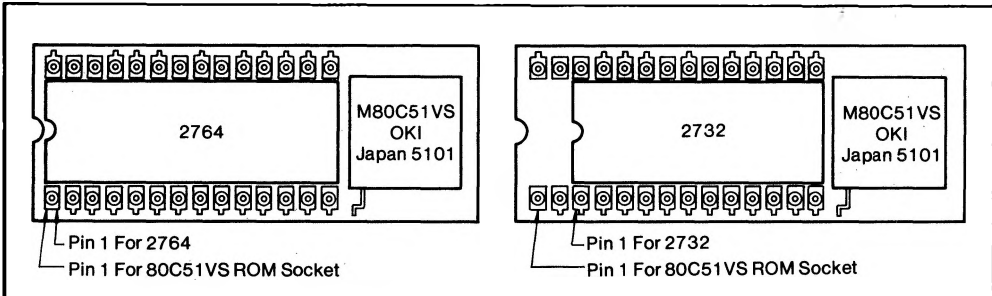 2764
M80C51VS
OKI
Japan 5101
Pin 1 For 2764
Pin 1 For 80C51VS ROM Socket
2732
M80C51VS
OKI
Japan 5101
Pin 1 For 2732
Pin 1 For 80C51VS ROM Socket